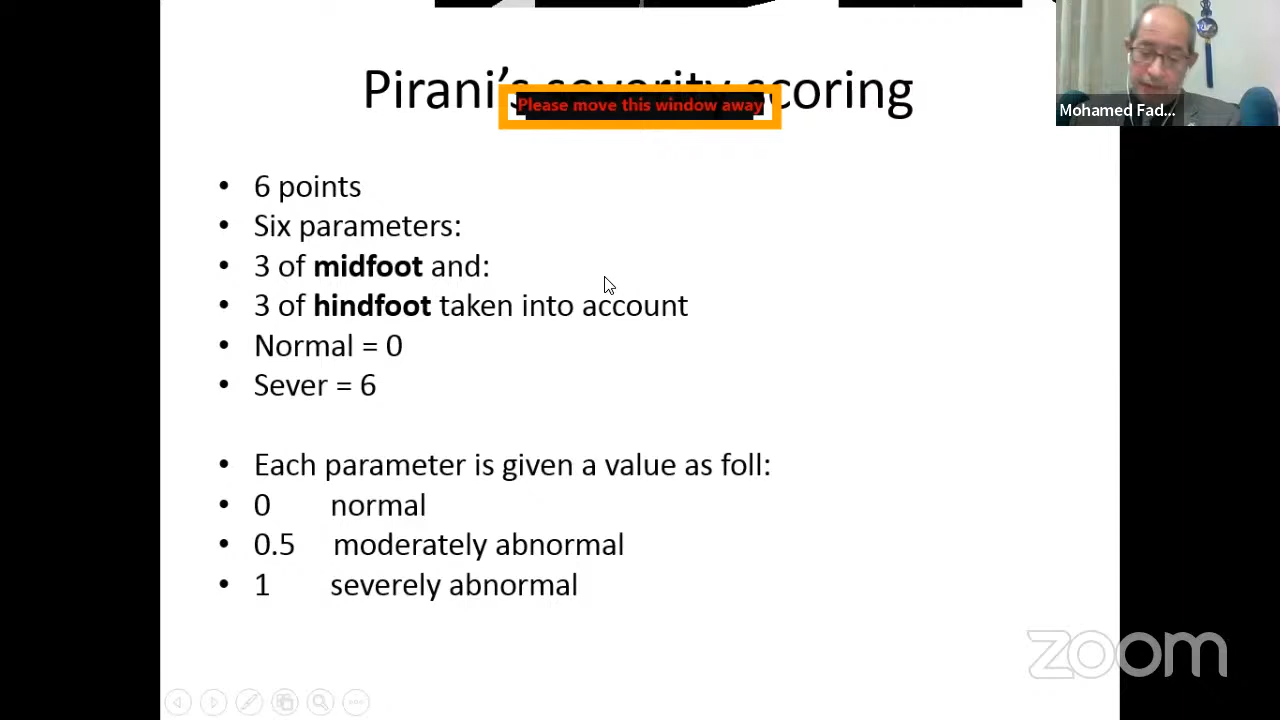 Pirani's severity scoring
Please move this window away
Mohamed Fad...
• 6 points
• Six parameters:
• 3 of midfoot and:
• 3 of hindfoot taken into account
• Normal = 0
• Sever = 6
• Each parameter is given a value as foll:
• 0 normal
• 0.5 moderately abnormal
• 1 severely abnormal
zoom